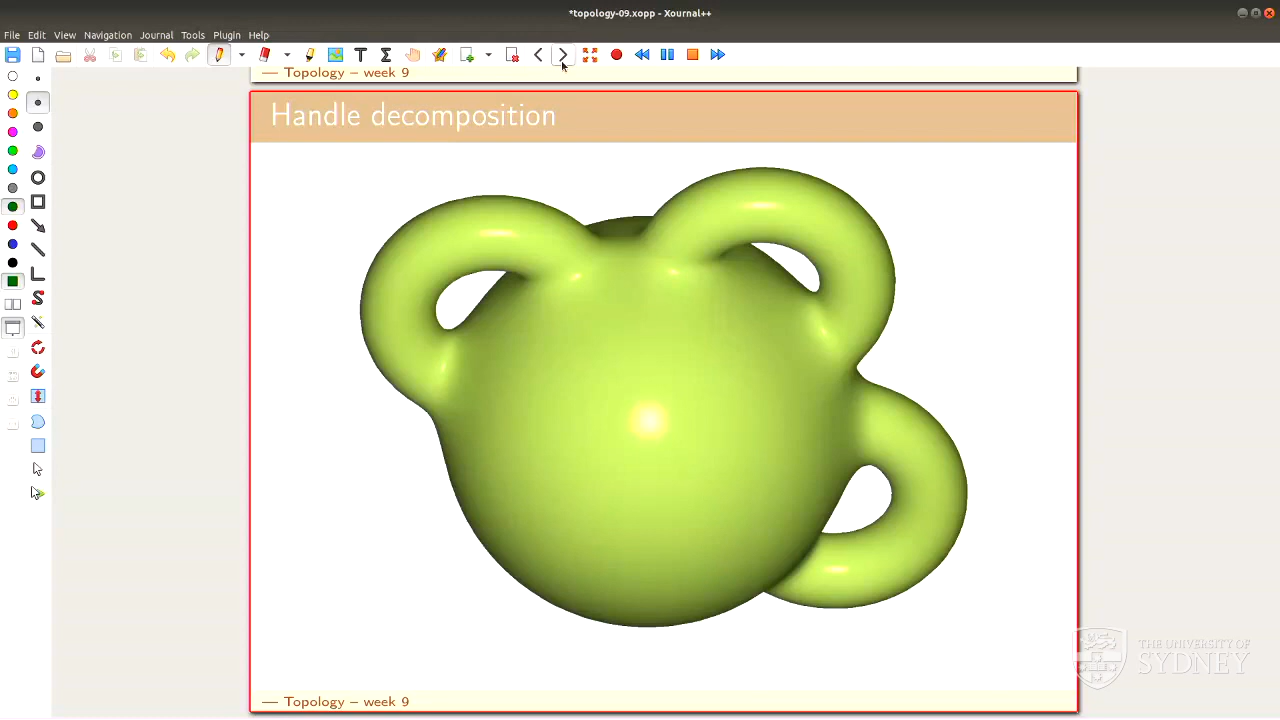 *topology-09.xopp - Xournal++
File Edit View Navigation Journal Tools Plugin Help
— Topology – week 9
Handle decomposition
— Topology – week 9
THE UNIVERSITY OF
SYDNEY